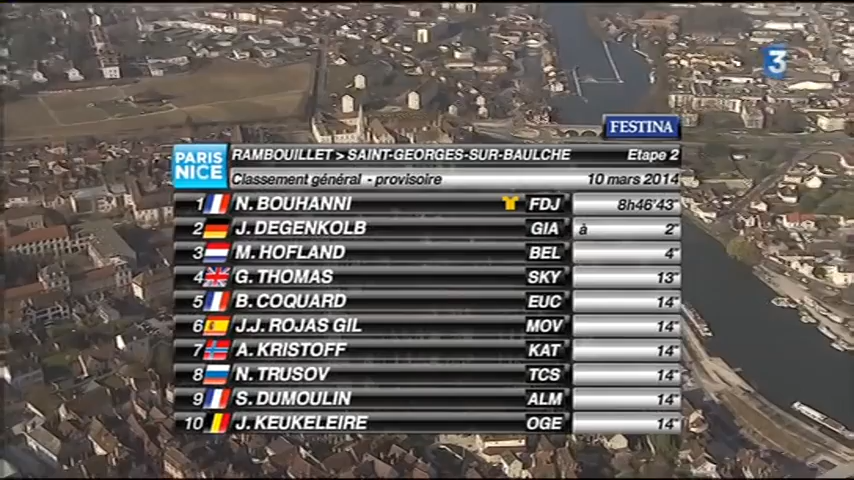 3
FESTINA
PARIS NICE
RAMBOUILLET > SAINT-GEORGES-SUR-BAULCHE Etape 2
Classement général - provisoire 10 mars 2014
1 N. BOUHANNI FDJ 8h46'43"
2 J. DEGENKOLB GIA à 2"
3 M. HOFLAND BEL 4"
4 G. THOMAS SKY 13"
5 B. COQUARD EUC 14"
6 J.J. ROJAS GIL MOV 14"
7 A. KRISTOFF KAT 14"
8 N. TRUSOV TCS 14"
9 S. DUMOULIN ALM 14"
10 J. KEUKELEIRE OGE 14"